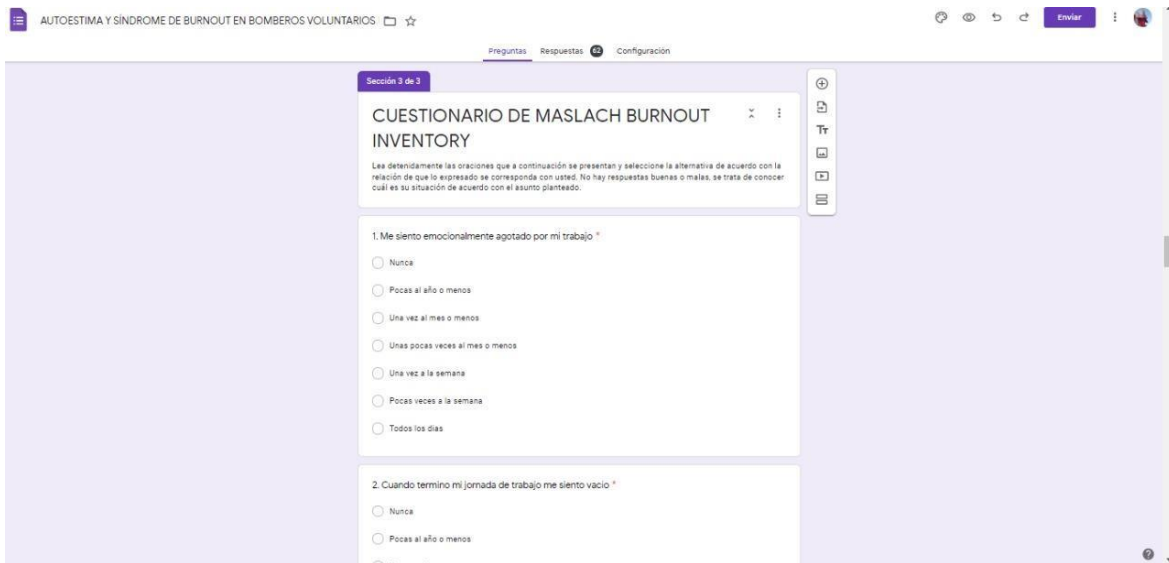 AUTOESTIMA Y SÍNDROME DE BURNOUT EN BOMBEROS VOLUNTARIOS
Enviar
Preguntas Respuestas 62 Configuración
Sección 3 de 3
CUESTIONARIO DE MASLACH BURNOUT
INVENTORY
Lea detenidamente las oraciones que a continuación se presentan y seleccione la alternativa de acuerdo con la
relación de que lo expresado se corresponda con usted. No hay respuestas buenas o malas, se trata de conocer
cuál es su situación de acuerdo con el asunto planteado.
Tт
1. Me siento emocionalmente agotado por mi trabajo *
Nunca
Pocas al año o menos
Una vez al mes o menos
Unas pocas veces al mes o menos
Una vez a la semana
Pocas veces a la semana
Todos los dias
2. Cuando termino mi jornada de trabajo me siento vacio *
Nunca
Pocas al año o menos